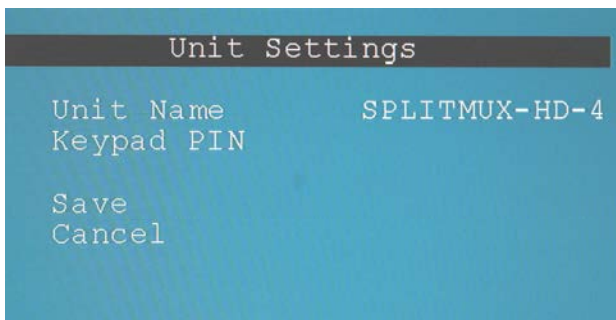 Unit Settings
Unit Name SPLITMUX-HD-4
Keypad PIN
Save
Cancel